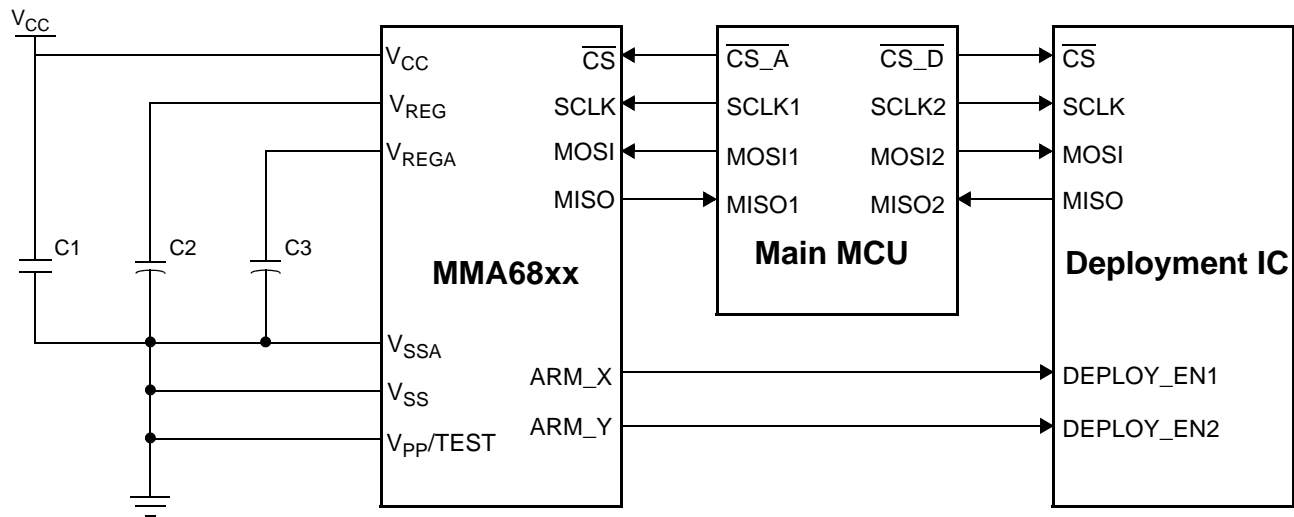 VCC
VCC
VREG
VREGA
C1
C2
C3
VSSA
VSS
VPP/TEST
CS
SCLK
MOSI
MISO
MMA68xx
ARM_X
ARM_Y
CS_A
SCLK1
MOSI1
MISO1
CS_D
SCLK2
MOSI2
MISO2
Main MCU
CS
SCLK
MOSI
MISO
Deployment IC
DEPLOY_EN1
DEPLOY_EN2